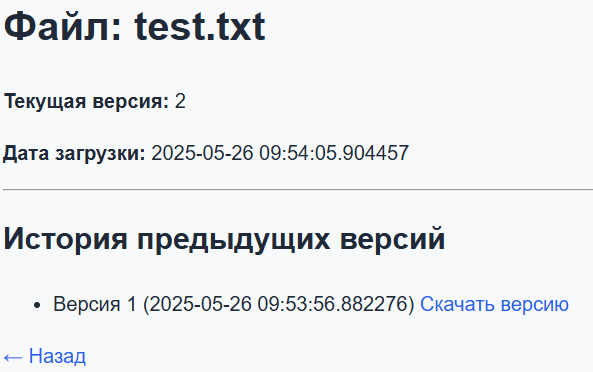 Файл: test.txt
Текущая версия: 2
Дата загрузки: 2025-05-26 09:54:05.904457
История предыдущих версий
• Версия 1 (2025-05-26 09:53:56.882276) Скачать версию
← Назад